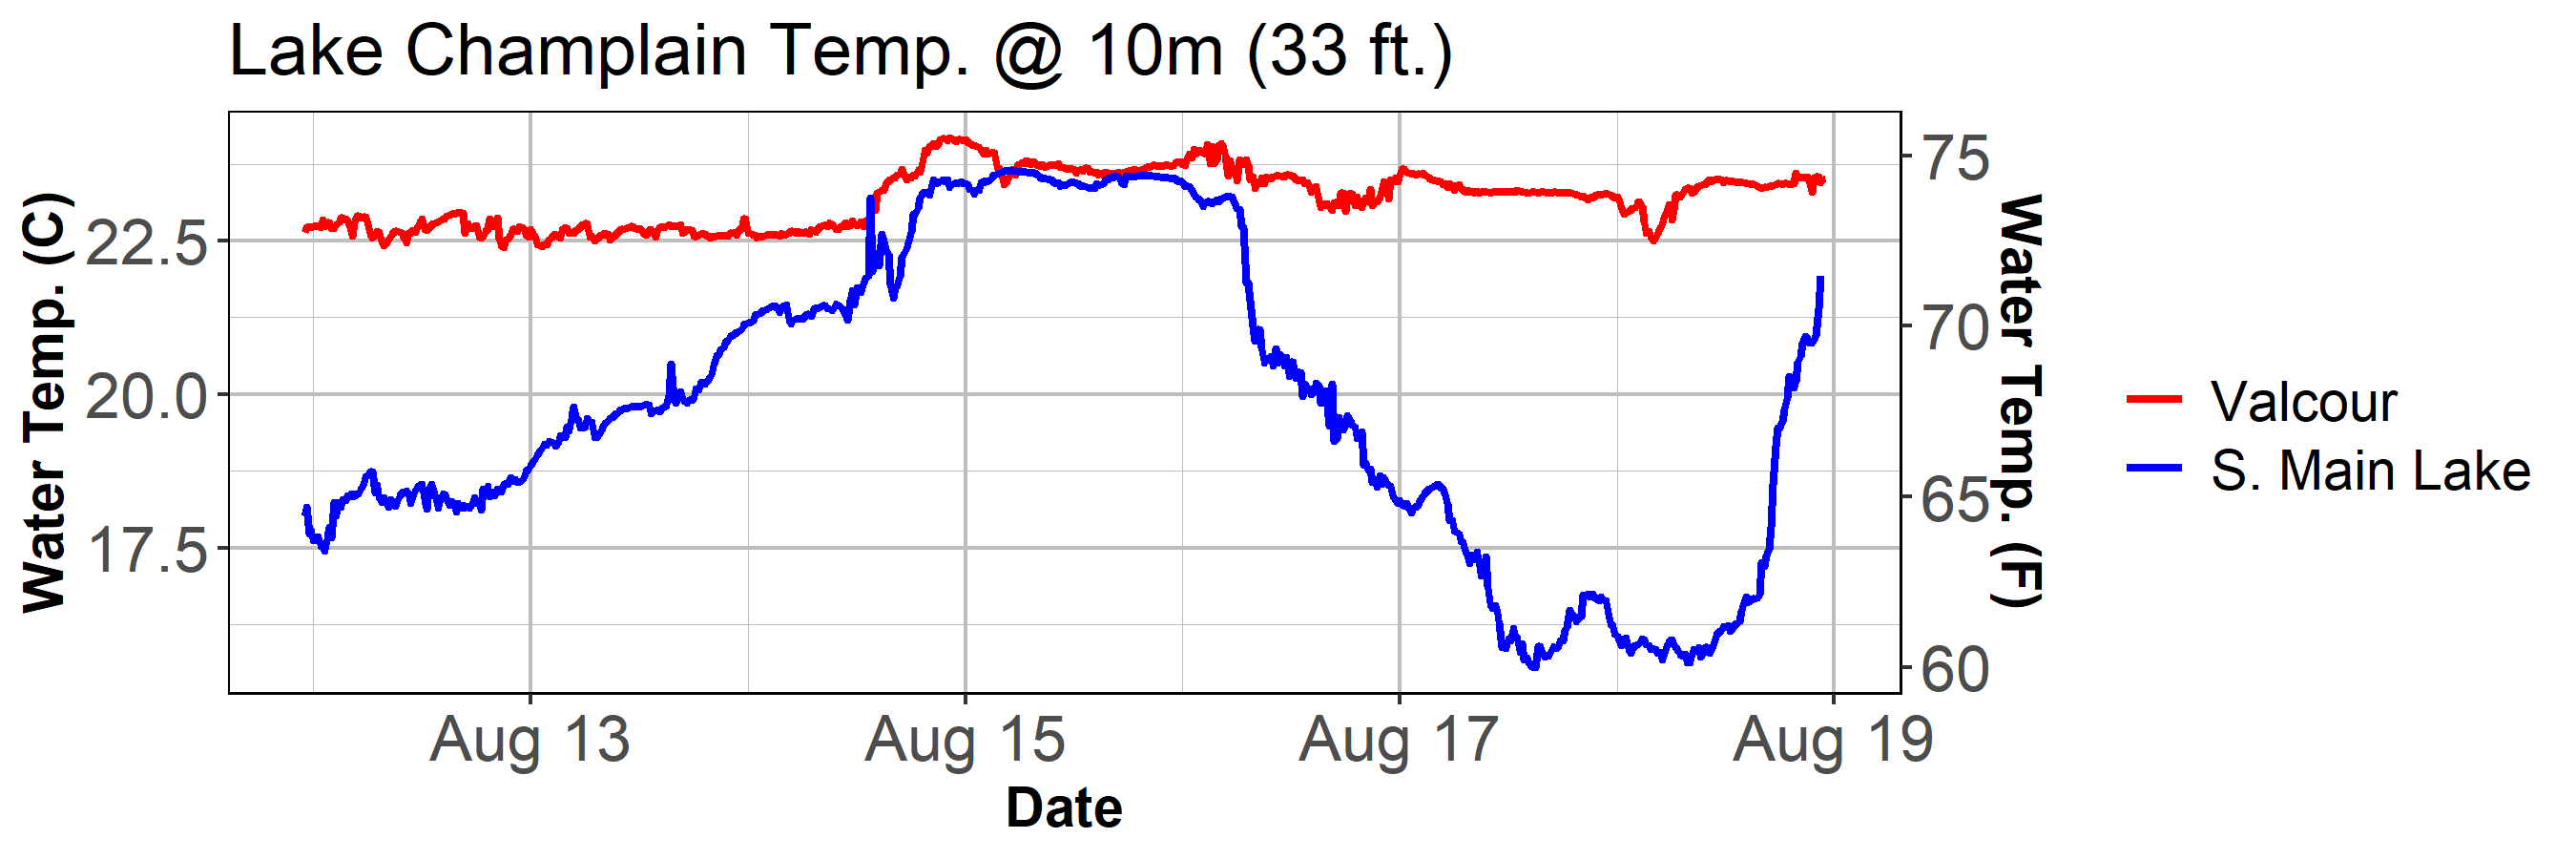 Lake Champlain Temp. @ 10m (33 ft.)
Water Temp. (C)
22.5
20.0
17.5
75
70
65
60
Water Temp. (F)
Aug 13
Aug 15
Aug 17
Aug 19
Date
Valcour
S. Main Lake